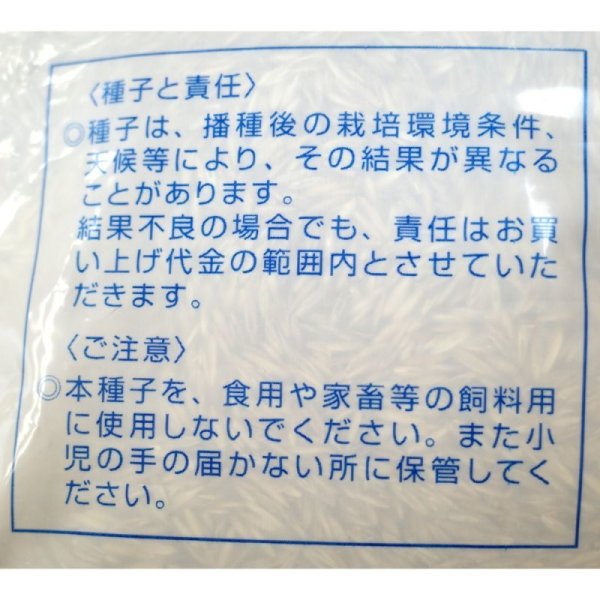 〈種子と責任〉
◎種子は、播種後の栽培環境条件、
天候等により、その結果が異なる
ことがあります。
結果不良の場合でも、責任はお買
い上げ代金の範囲内とさせていた
だきます。
〈ご注意〉
◎本種子を、食用や家畜等の飼料用
に使用しないでください。また小
児の手の届かない所に保管してく
ださい。